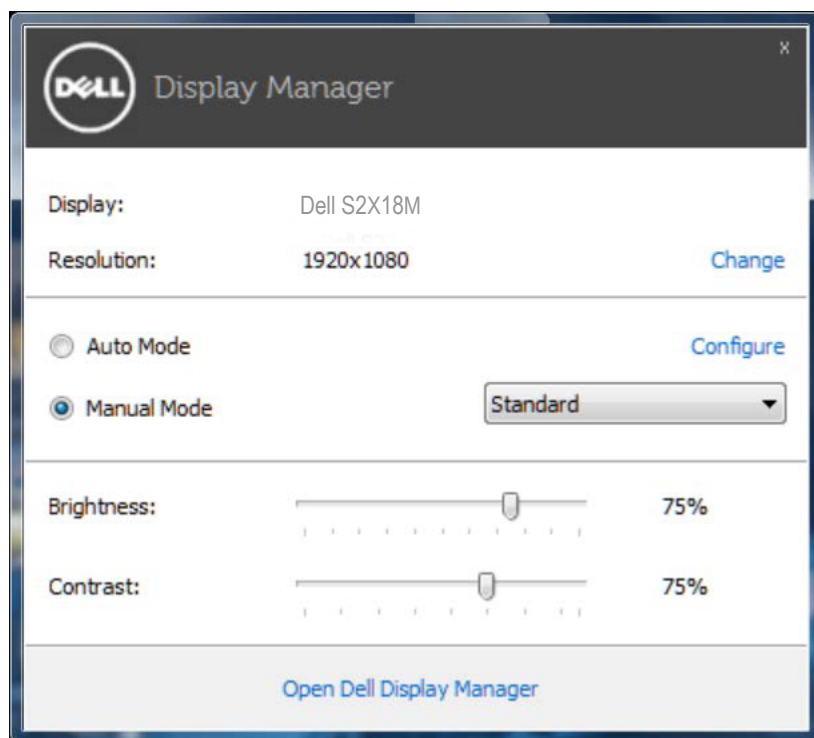 DELL Display Manager
x
Display: Dell S2X18M
Resolution: 1920x1080 Change
Auto Mode Configure
Manual Mode Standard
Brightness: 75%
Contrast: 75%
Open Dell Display Manager